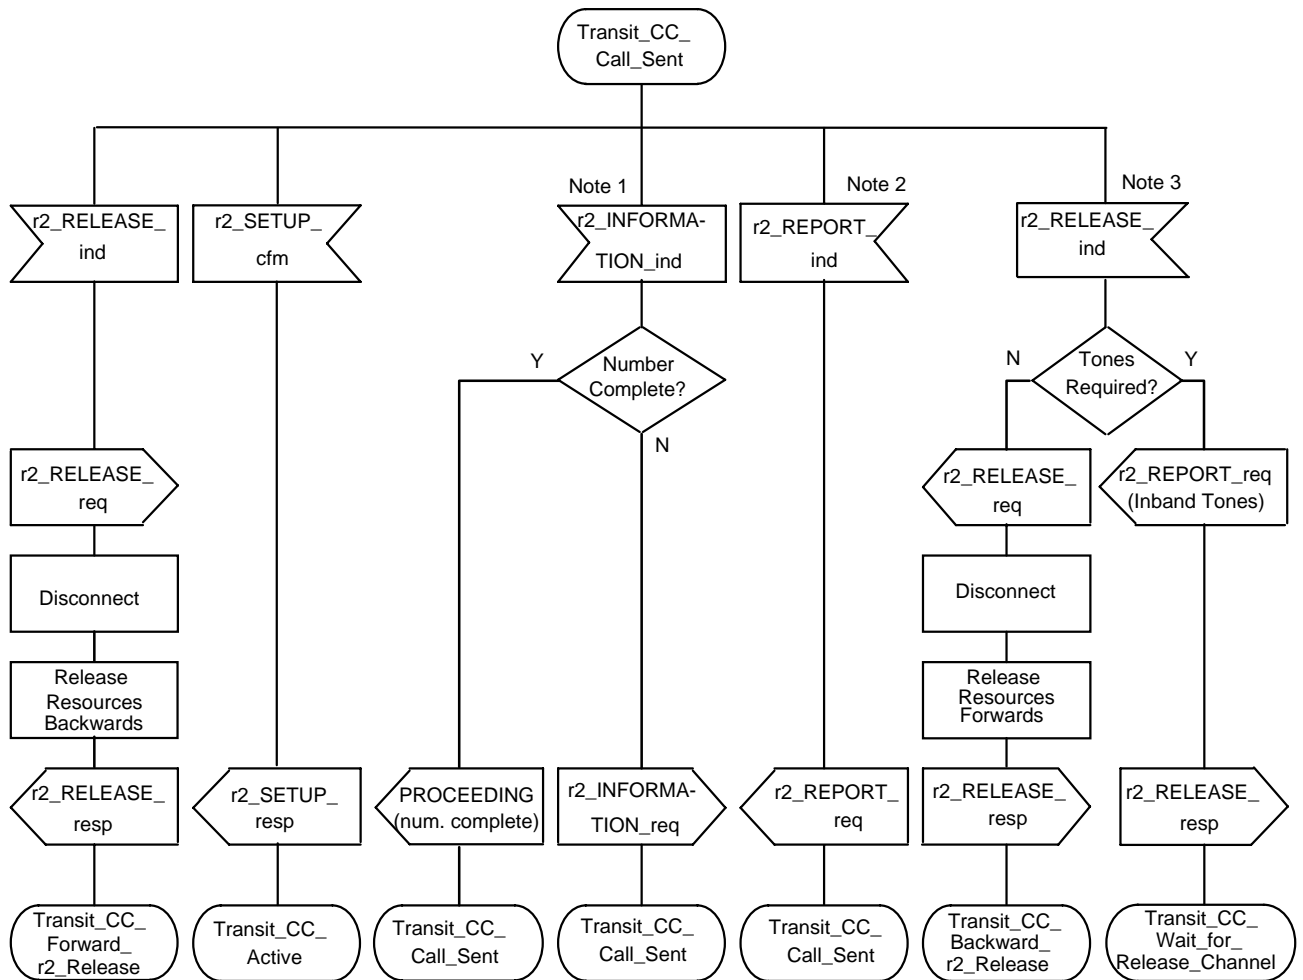 Transit_CC_
Call_Sent
Note 1
Note 2
Note 3
r2_RELEASE_
ind
r2_SETUP_
cfm
r2_INFORMA-
TION_ind
r2_REPORT_
ind
r2_RELEASE_
ind
Y
Number
Complete?
N
N
Tones
Required?
Y
r2_RELEASE_
req
r2_RELEASE_
req
r2_REPORT_req
(Inband Tones)
Disconnect
Disconnect
Release
Resources
Backwards
Release
Resources
Forwards
r2_RELEASE_
resp
r2_SETUP_
resp
PROCEEDING
(num. complete)
r2_INFORMA-
TION_req
r2_REPORT_
req
r2_RELEASE_
resp
r2_RELEASE_
resp
Transit_CC_
Forward_
r2_Release
Transit_CC_
Active
Transit_CC_
Call_Sent
Transit_CC_
Call_Sent
Transit_CC_
Call_Sent
Transit_CC_
Backward_
r2_Release
Transit_CC_
Wait_for_
Release_Channel